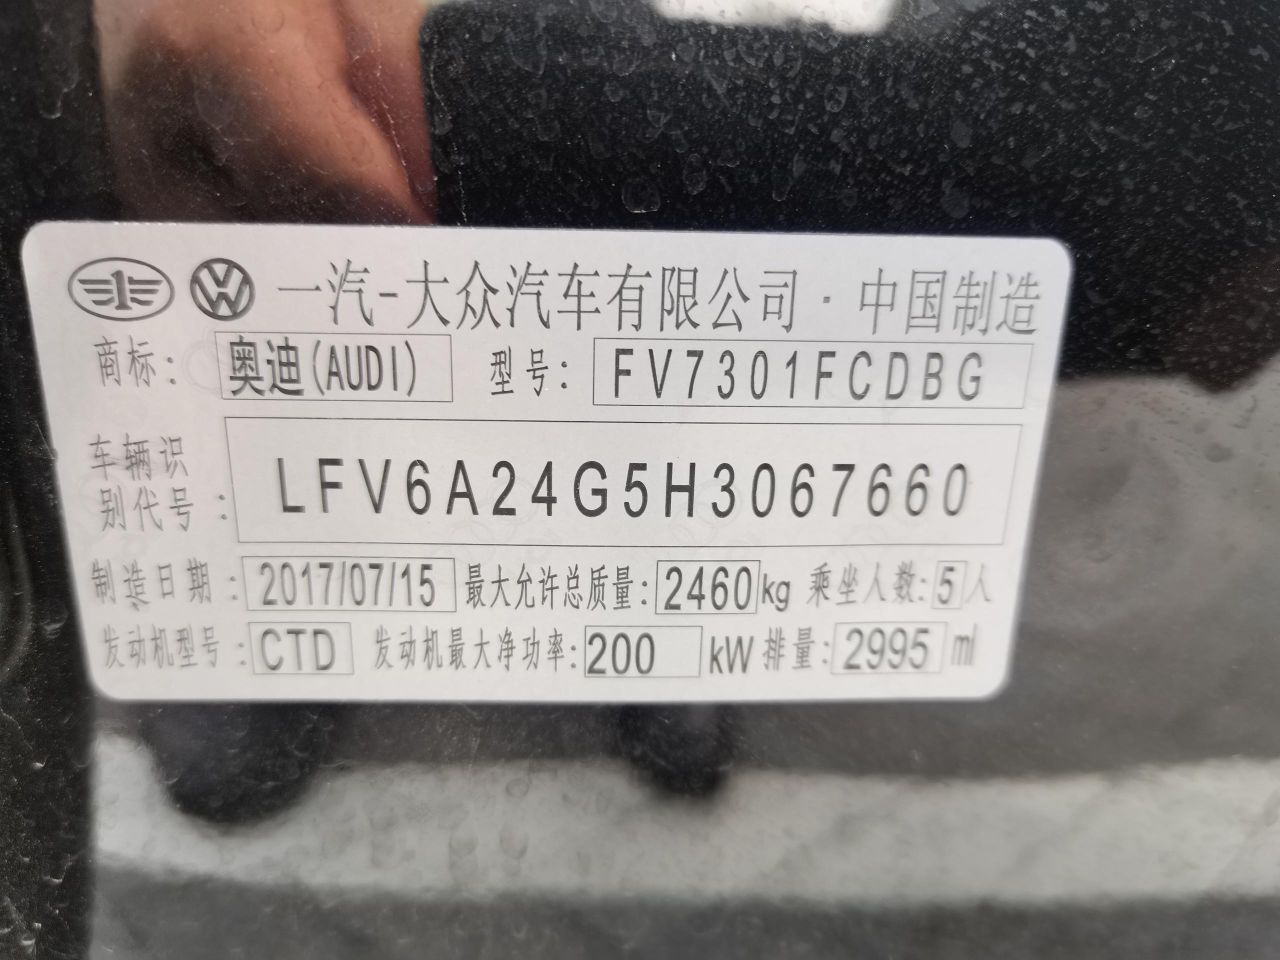 一汽-大众汽车有限公司·中国制造
商标: 奥迪(AUDI) 型号: FV7301FCDBG
车辆识
别代号: LFV6A24G5H3067660
制造日期: 2017/07/15 最大允许总质量: 2460kg 乘坐人数: 5人
发动机型号: CTD 发动机最大净功率: 200 kW 排量: 2995 ml